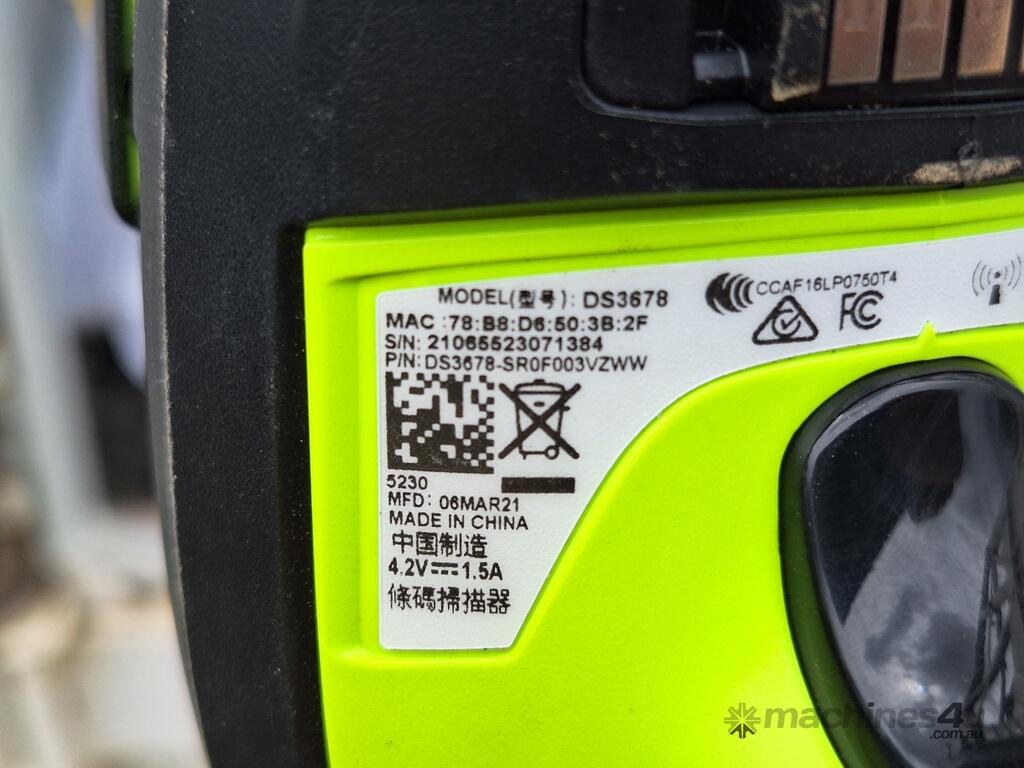 MODEL(型号): DS3678
MAC :78:B8:D6:50:3B:2F
S/N: 21065523071384
P/N: DS3678-SR0F003VZWW
CCAF16LP0750T4
FC
5230
MFD: 06MAR21
MADE IN CHINA
中国制造
4.2V⎓1.5A
條碼掃描器
machines4u
.com.au